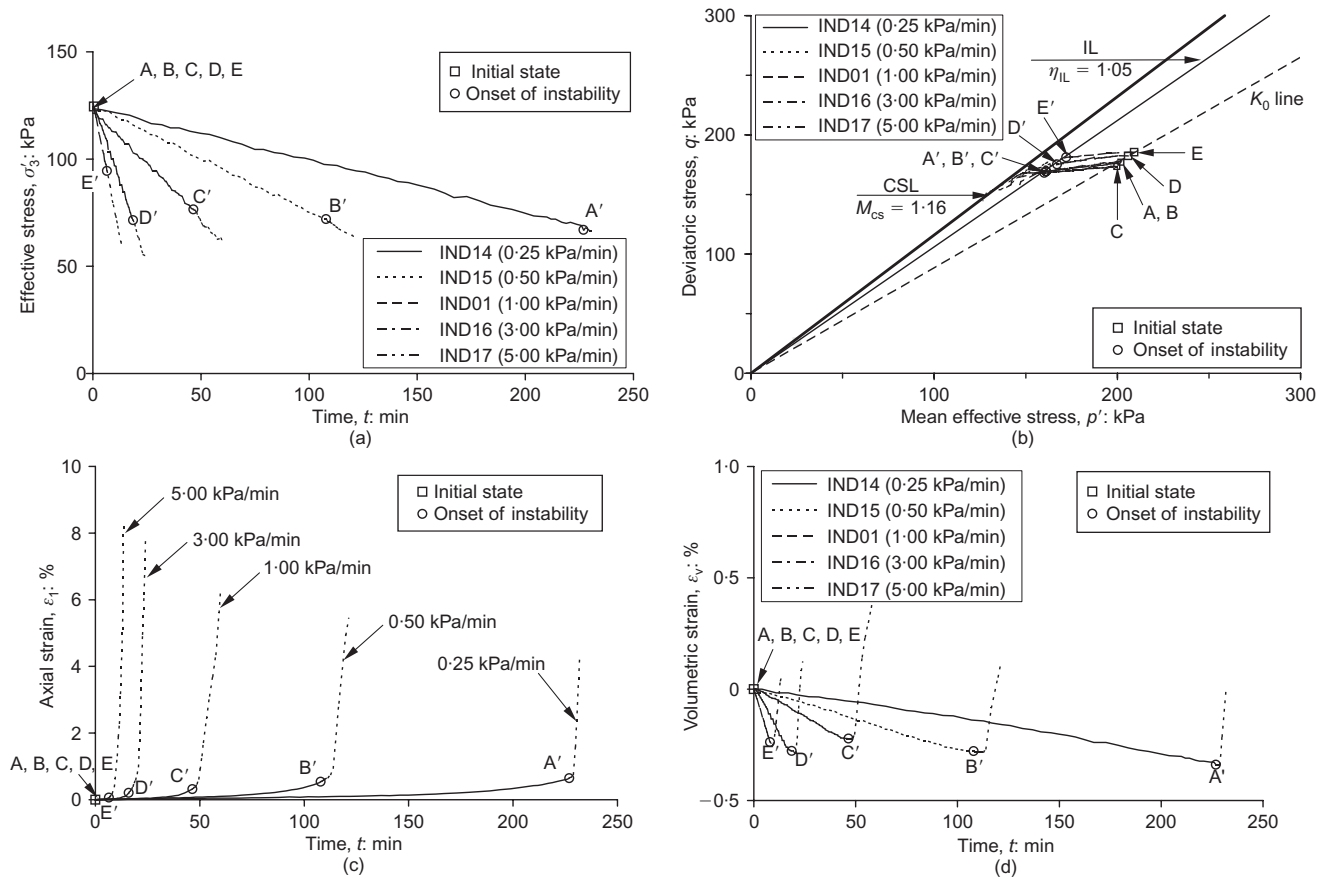 150
100
50
0
0
50
100
150
200
250
Effective stress, σ′3: kPa
Time, t: min
(a)
A, B, C, D, E
Initial state
Onset of instability
E′
D′
C′
B′
A′
IND14 (0·25 kPa/min)
IND15 (0·50 kPa/min)
IND01 (1·00 kPa/min)
IND16 (3·00 kPa/min)
IND17 (5·00 kPa/min)
300
200
100
0
0
100
200
300
Deviatoric stress, q: kPa
Mean effective stress, p′: kPa
(b)
IND14 (0·25 kPa/min)
IND15 (0·50 kPa/min)
IND01 (1·00 kPa/min)
IND16 (3·00 kPa/min)
IND17 (5·00 kPa/min)
IL
ηIL = 1·05
K0 line
E′
D′
A′, B′, C′
CSL
Mcs = 1·16
E
D
A, B
C
Initial state
Onset of instability
10
8
6
4
2
0
0
50
100
150
200
250
Axial strain, ε1: %
Time, t: min
(c)
Initial state
Onset of instability
5·00 kPa/min
3·00 kPa/min
1·00 kPa/min
0·50 kPa/min
0·25 kPa/min
A, B, C, D, E
E′
D′
C′
B′
A′
1·0
0·5
0
−0·5
0
50
100
150
200
250
Volumetric strain, εv: %
Time, t: min
(d)
IND14 (0·25 kPa/min)
IND15 (0·50 kPa/min)
IND01 (1·00 kPa/min)
IND16 (3·00 kPa/min)
IND17 (5·00 kPa/min)
Initial state
Onset of instability
A, B, C, D, E
E′
D′
C′
B′
A′